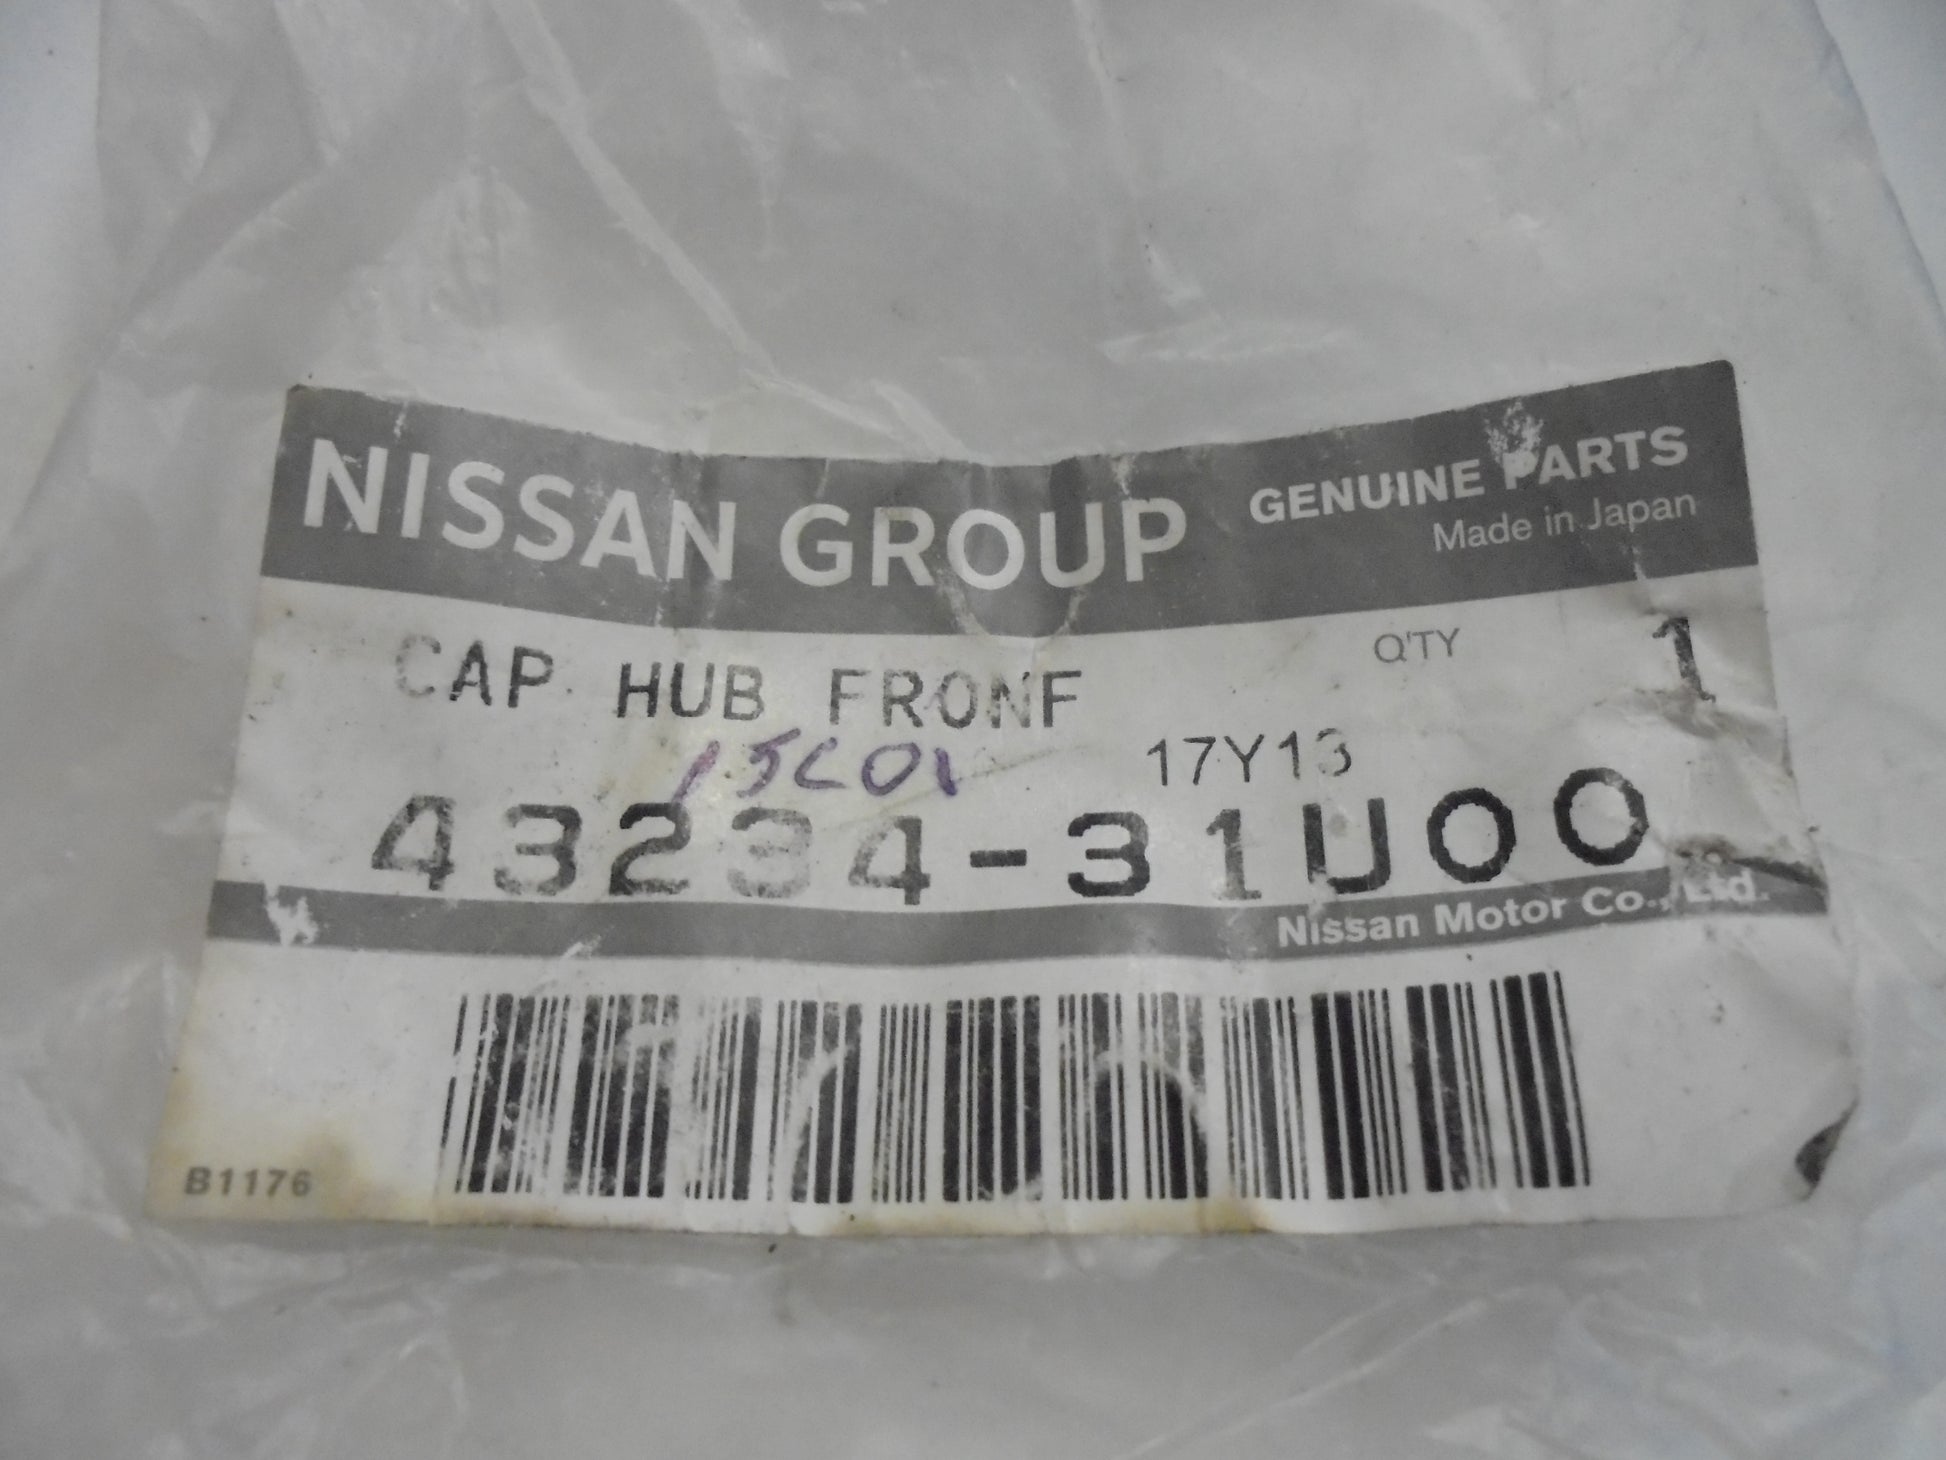 NISSAN GROUP
GENUINE PARTS
Made in Japan
CAP HUB FRONF
Q'TY 1
15C01
17Y13
43234-31U00
Nissan Motor Co., Ltd.
B1176